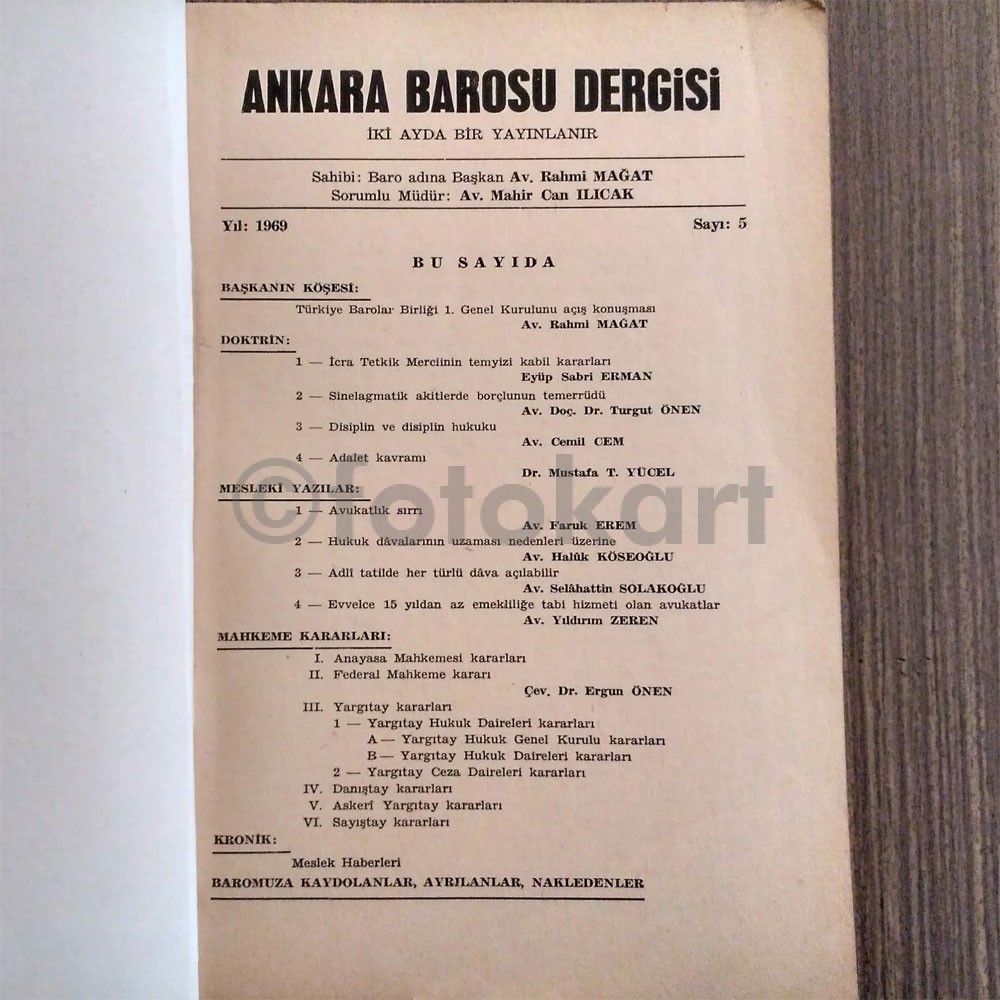 ANKARA BAROSU DERGİSİ
İKİ AYDA BİR YAYINLANIR
Sahibi: Baro adına Başkan Av. Rahmi MAĞAT
Sorumlu Müdür: Av. Mahir Can ILICAK
Yıl: 1969 Sayı: 5
BU SAYIDA
BAŞKANIN KÖŞESİ:
Türkiye Barolar Birliği 1. Genel Kurulunu açış konuşması
Av. Rahmi MAĞAT
DOKTRİN:
1 — İcra Tetkik Merciinin temyizi kabil kararları
Eyüp Sabri ERMAN
2 — Sinelagmatik akitlerde borçlunun temerrüdü
Av. Doç. Dr. Turgut ÖNEN
3 — Disiplin ve disiplin hukuku
Av. Cemil CEM
4 — Adalet kavramı
Dr. Mustafa T. YÜCEL
MESLEKİ YAZILAR:
©fotokart
1 — Avukatlık sırrı
Av. Faruk EREM
2 — Hukuk dâvalarının uzaması nedenleri üzerine
Av. Halûk KÖSEOĞLU
3 — Adlî tatilde her türlü dâva açılabilir
Av. Selâhattin SOLAKOĞLU
4 — Evvelce 15 yıldan az emekliliğe tabi hizmeti olan avukatlar
Av. Yıldırım ZEREN
MAHKEME KARARLARI:
I. Anayasa Mahkemesi kararları
II. Federal Mahkeme kararı
Çev. Dr. Ergun ÖNEN
III. Yargıtay kararları
1 — Yargıtay Hukuk Daireleri kararları
A — Yargıtay Hukuk Genel Kurulu kararları
B — Yargıtay Hukuk Daireleri kararları
2 — Yargıtay Ceza Daireleri kararları
IV. Danıştay kararları
V. Askerî Yargıtay kararları
VI. Sayıştay kararları
KRONİK:
Meslek Haberleri
BAROMUZA KAYDOLANLAR, AYRILANLAR, NAKLEDENLER